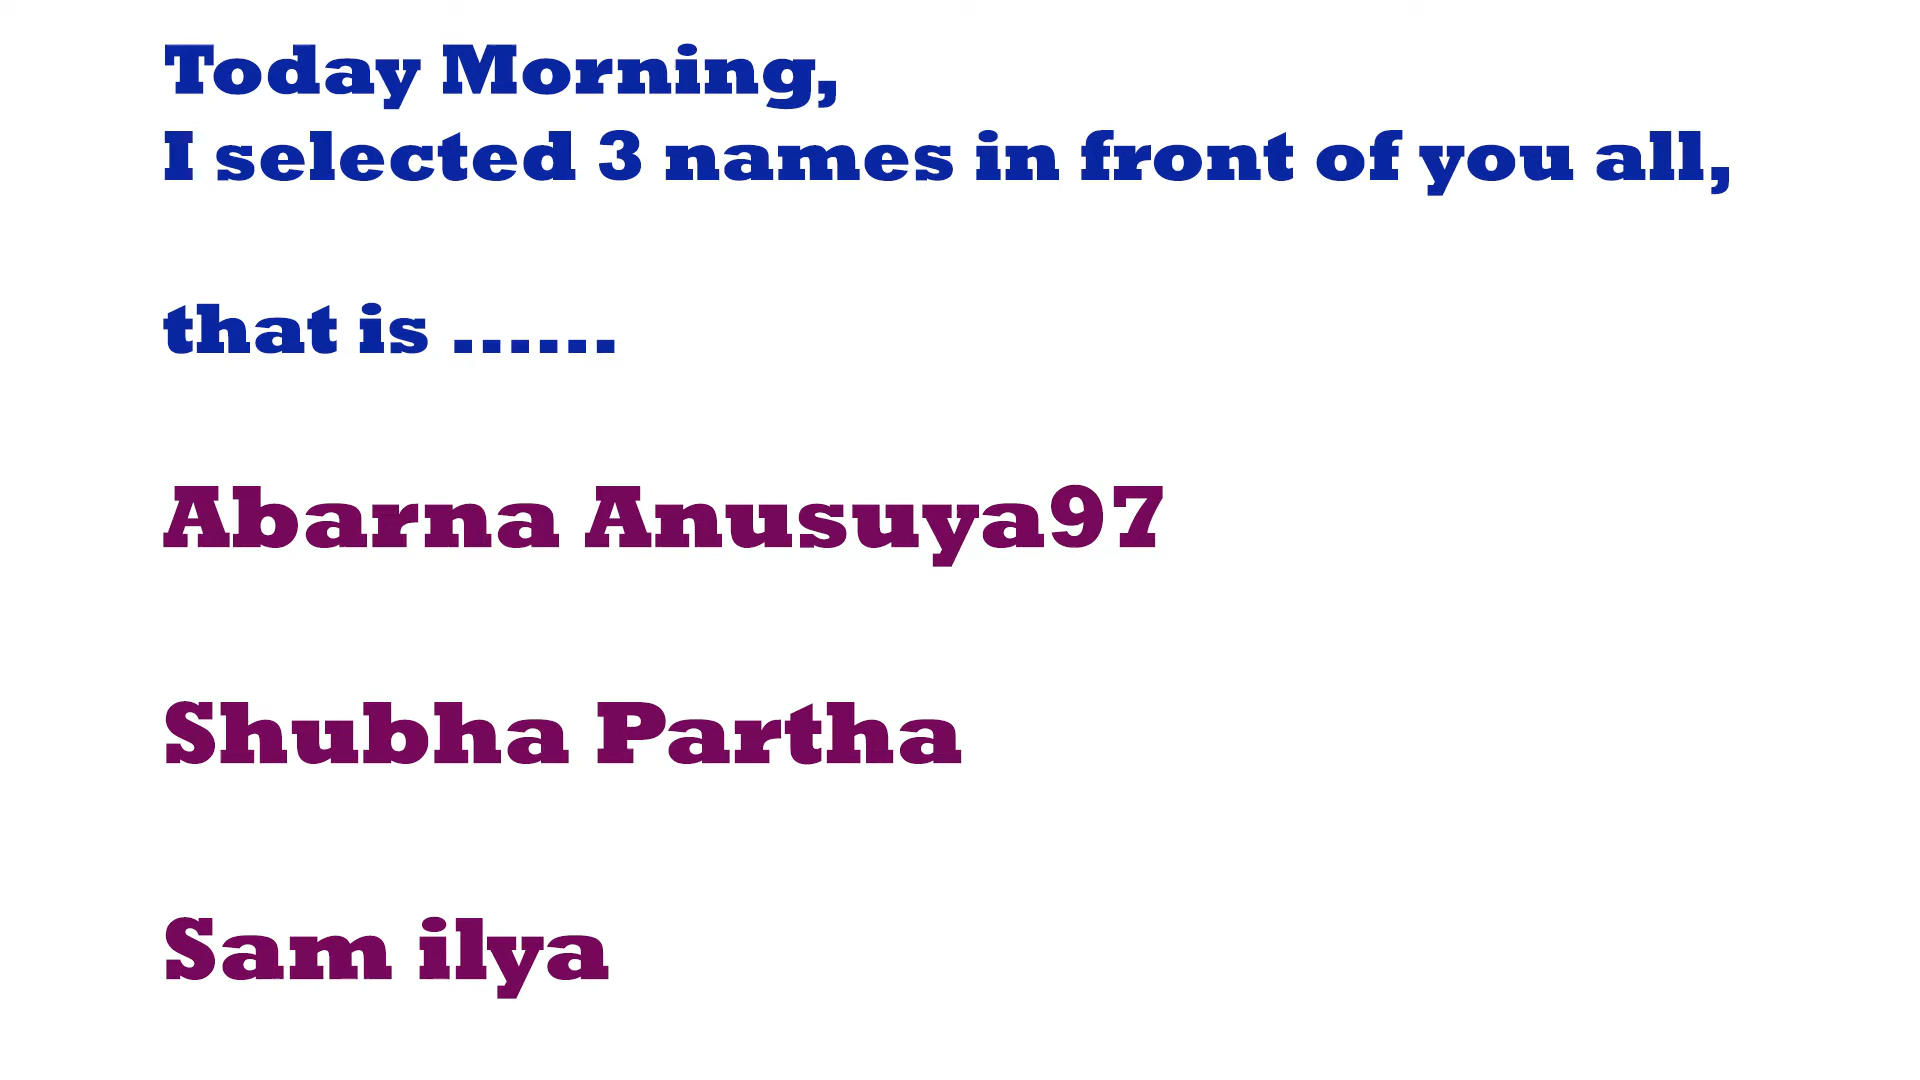 Today Morning,
I selected 3 names in front of you all,
that is ......
Abarna Anusuya97
Shubha Partha
Sam ilya